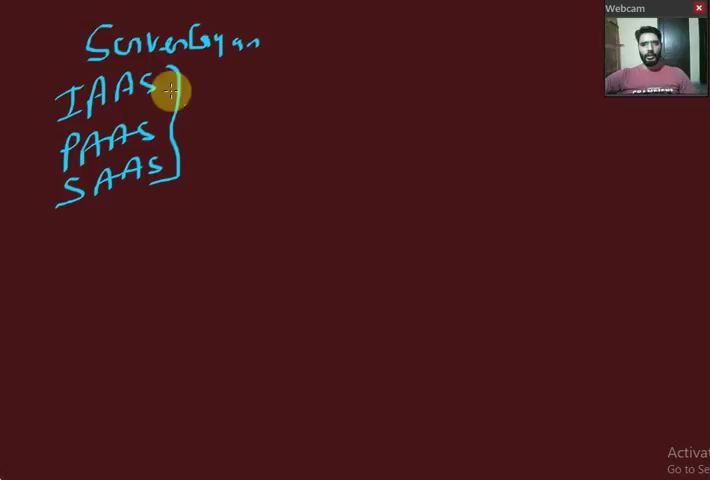 Webcam
ServerGyan
IAAS
PAAS
SAAS
Activat
Go to Se